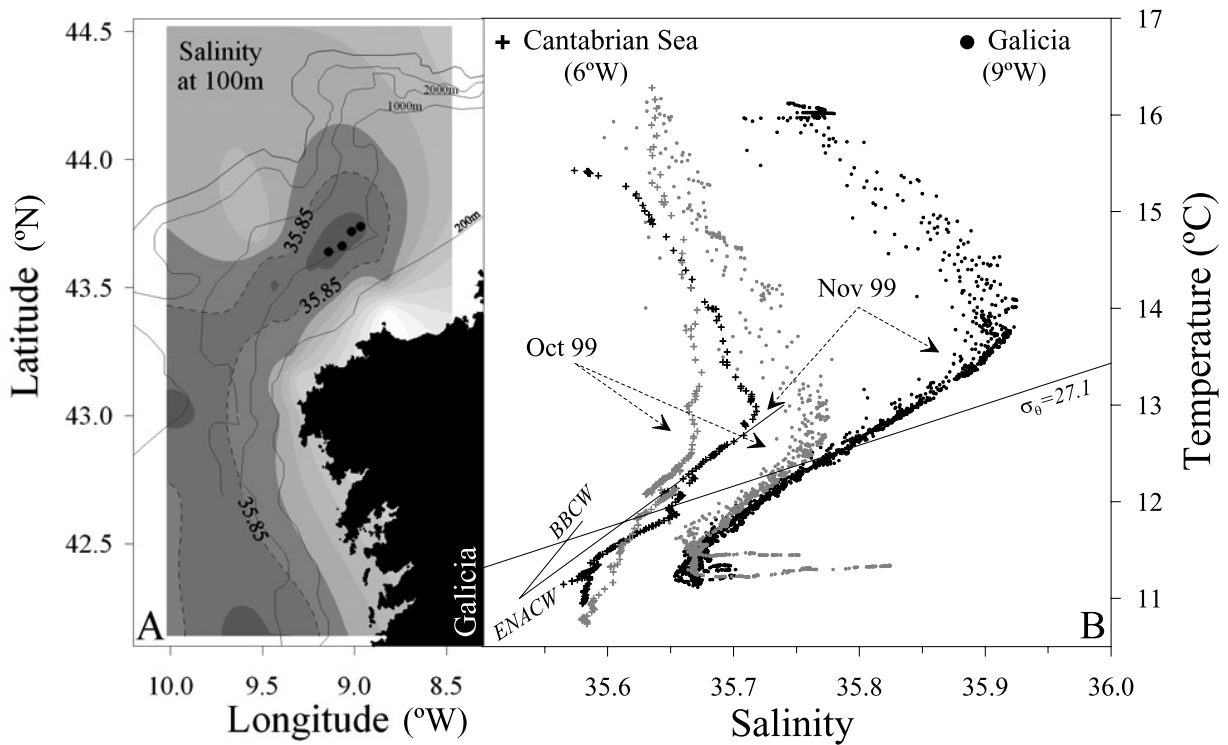 44.5
44.0
43.5
43.0
42.5
Latitude (ºN)
Salinity
at 100m
2000m
1000m
200m
35.85
35.85
35.85
A
Galicia
10.0
9.5
9.0
8.5
Longitude (ºW)
+ Cantabrian Sea
(6ºW)
● Galicia
(9ºW)
Nov 99
Oct 99
σθ=27.1
BBCW
ENACW
B
35.6
35.7
35.8
35.9
36.0
Salinity
17
16
15
14
13
12
11
Temperature (ºC)